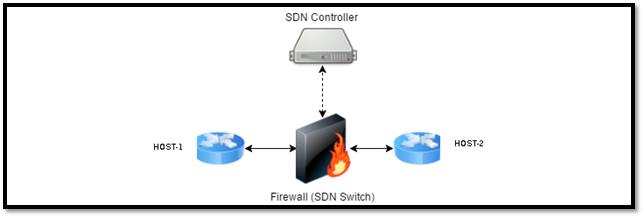 SDN Controller
HOST-1
HOST-2
Firewall (SDN Switch)